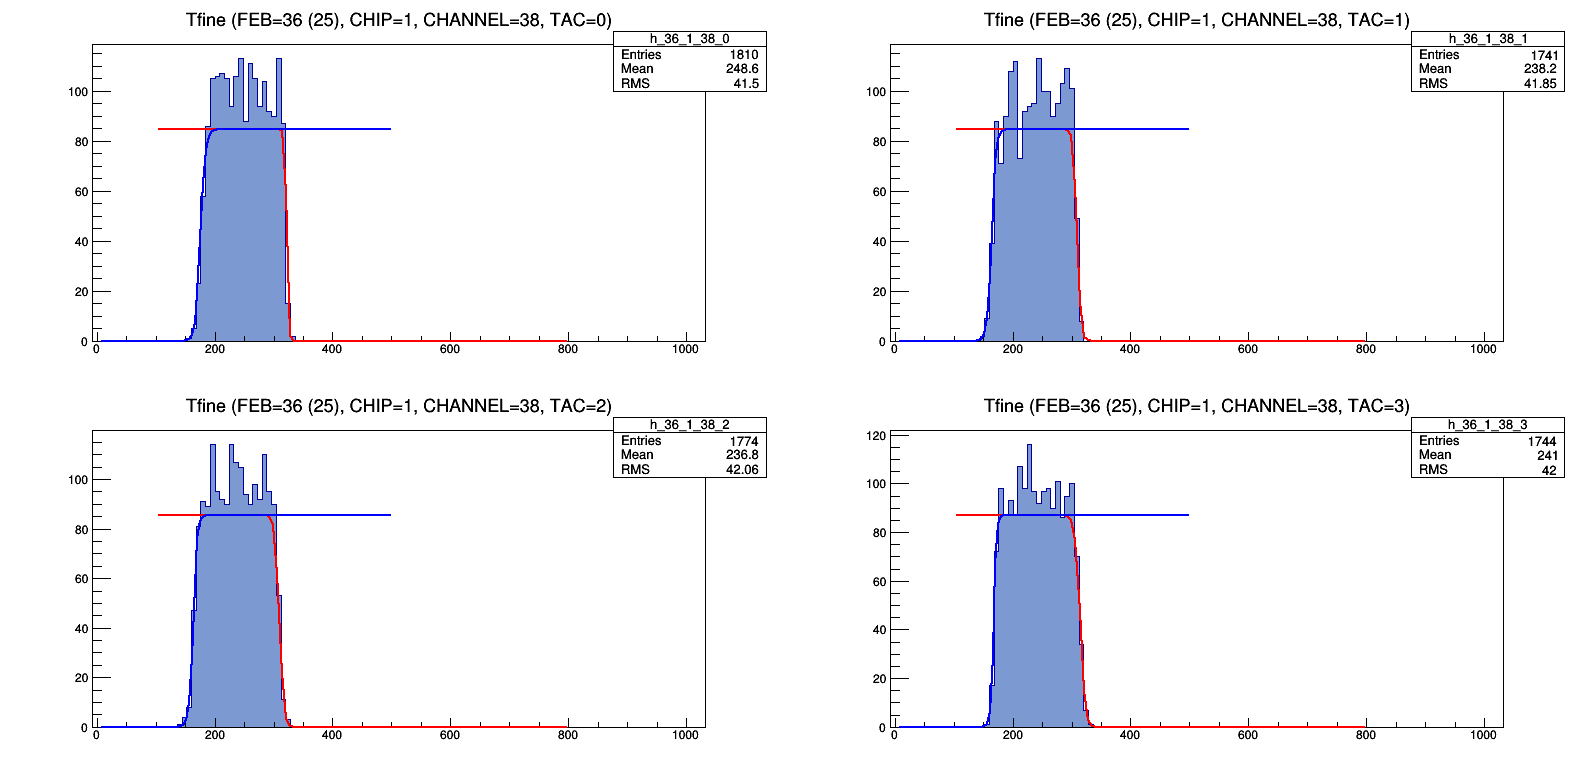 Tfine (FEB=36 (25), CHIP=1, CHANNEL=38, TAC=0)
h_36_1_38_0
Entries 1810
Mean 248.6
RMS 41.5
100
80
60
40
20
0
0 200 400 600 800 1000
Tfine (FEB=36 (25), CHIP=1, CHANNEL=38, TAC=1)
h_36_1_38_1
Entries 1741
Mean 238.2
RMS 41.85
100
80
60
40
20
0
0 200 400 600 800 1000
Tfine (FEB=36 (25), CHIP=1, CHANNEL=38, TAC=2)
h_36_1_38_2
Entries 1774
Mean 236.8
RMS 42.06
100
80
60
40
20
0
0 200 400 600 800 1000
Tfine (FEB=36 (25), CHIP=1, CHANNEL=38, TAC=3)
h_36_1_38_3
Entries 1744
Mean 241
RMS 42
120
100
80
60
40
20
0
0 200 400 600 800 1000